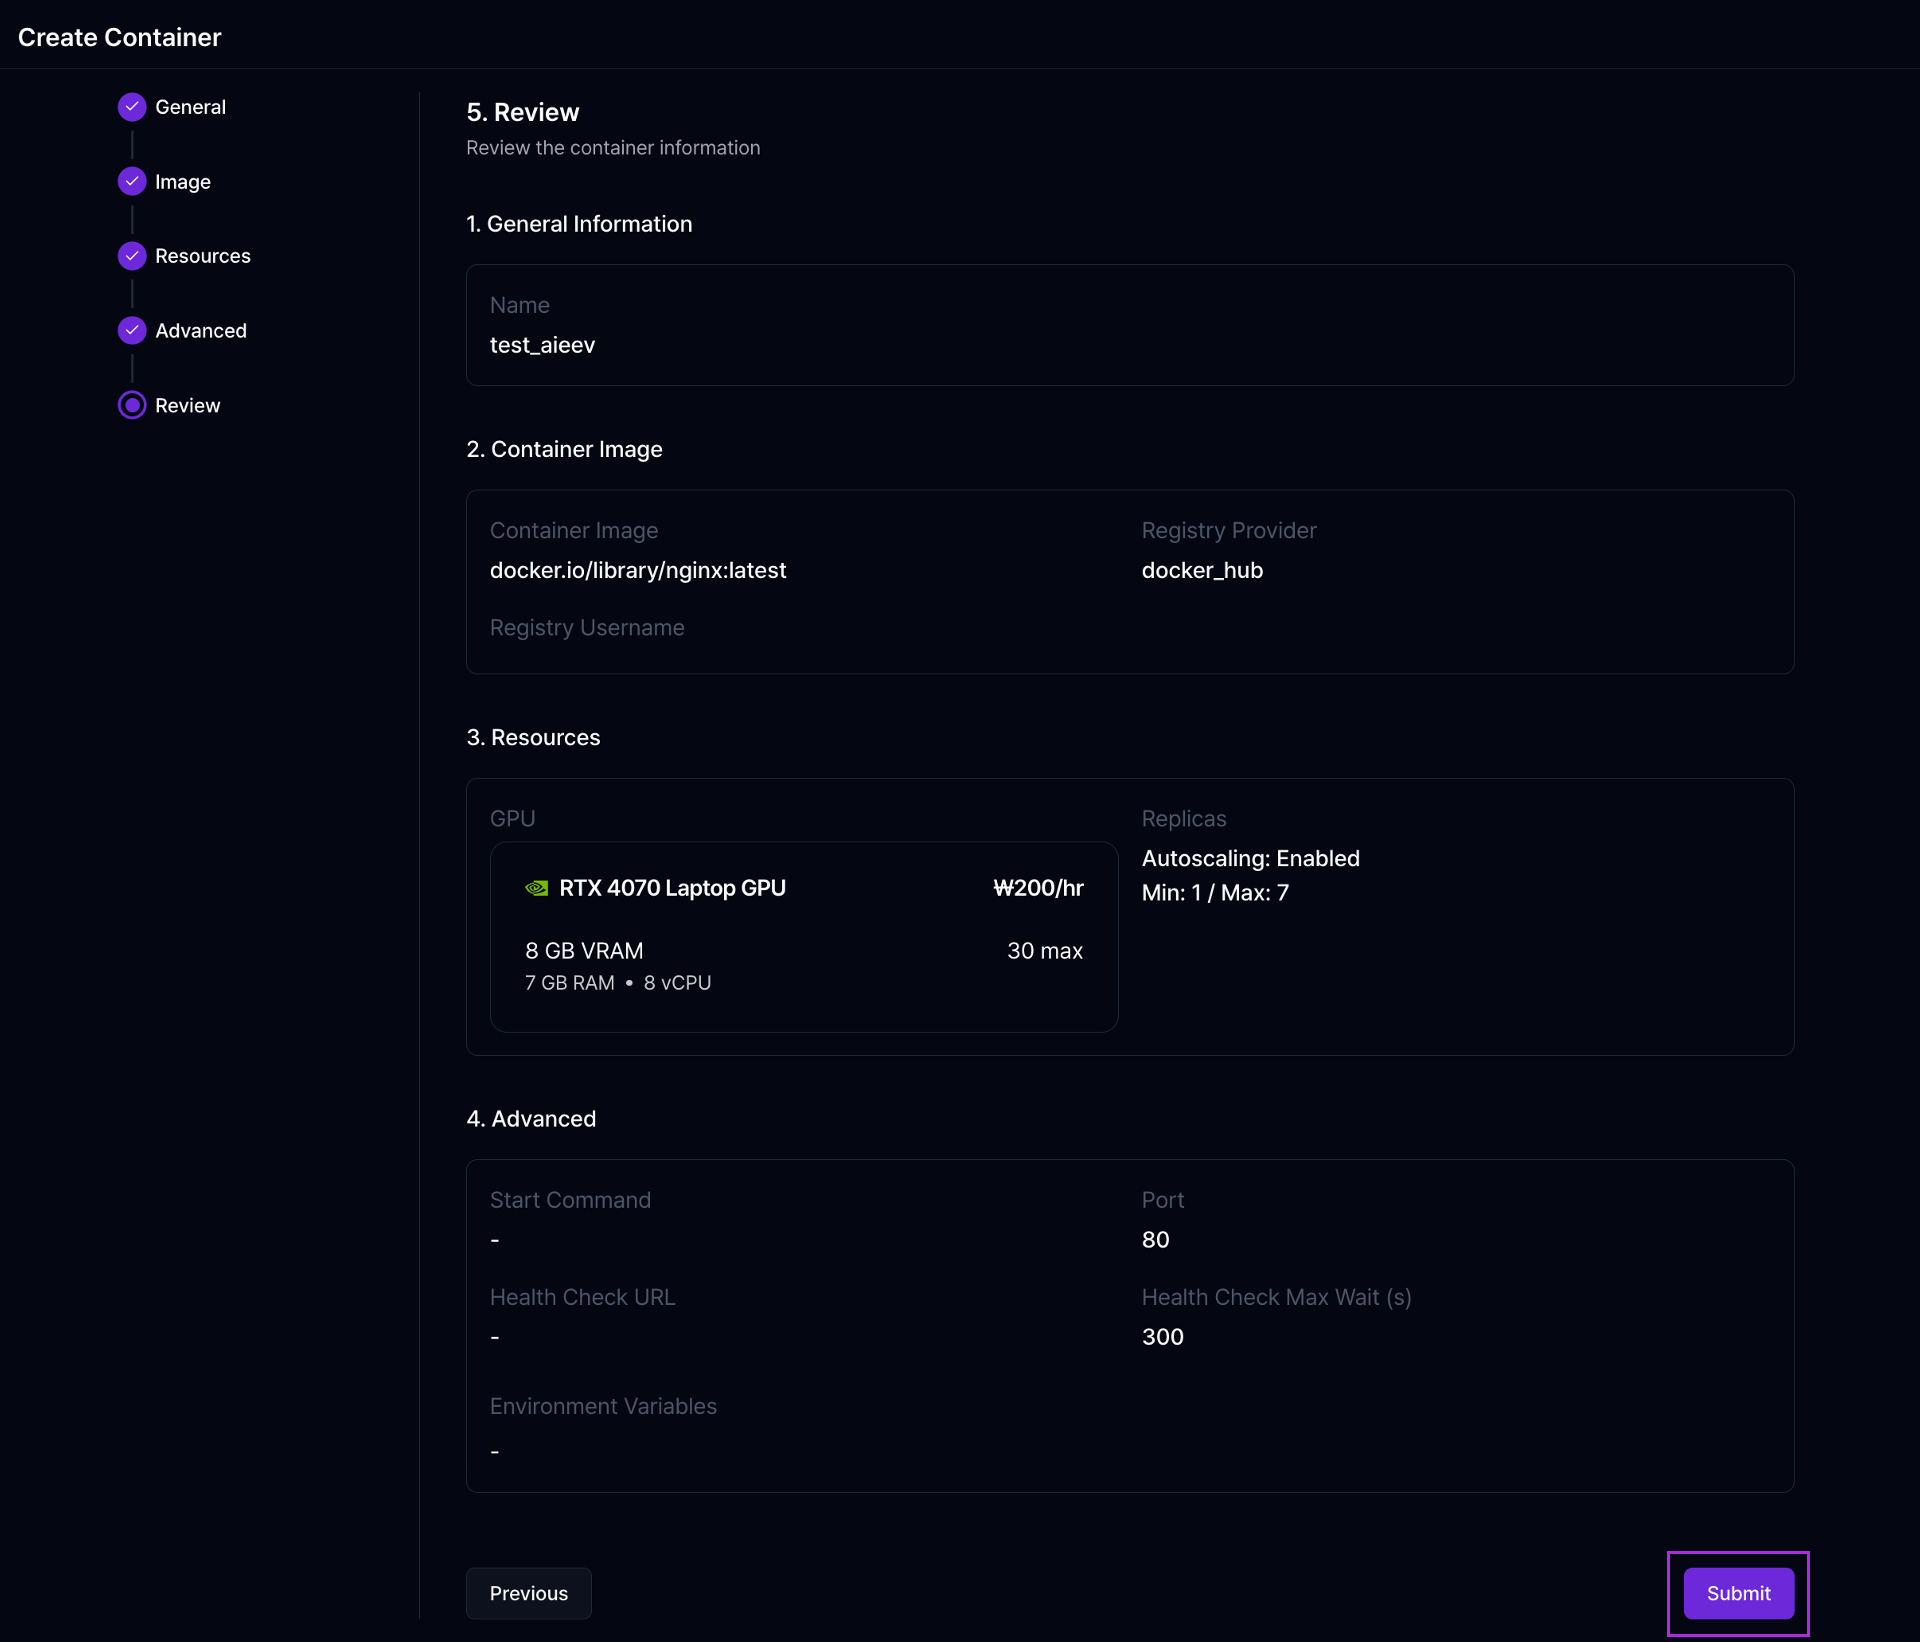 Create Container
General
Image
Resources
Advanced
Review
5. Review
Review the container information
1. General Information
Name
test_aieev
2. Container Image
Container Image
docker.io/library/nginx:latest
Registry Provider
docker_hub
Registry Username
3. Resources
GPU
RTX 4070 Laptop GPU
₩200/hr
8 GB VRAM
30 max
7 GB RAM • 8 vCPU
Replicas
Autoscaling: Enabled
Min: 1 / Max: 7
4. Advanced
Start Command
-
Port
80
Health Check URL
-
Health Check Max Wait (s)
300
Environment Variables
-
Previous
Submit